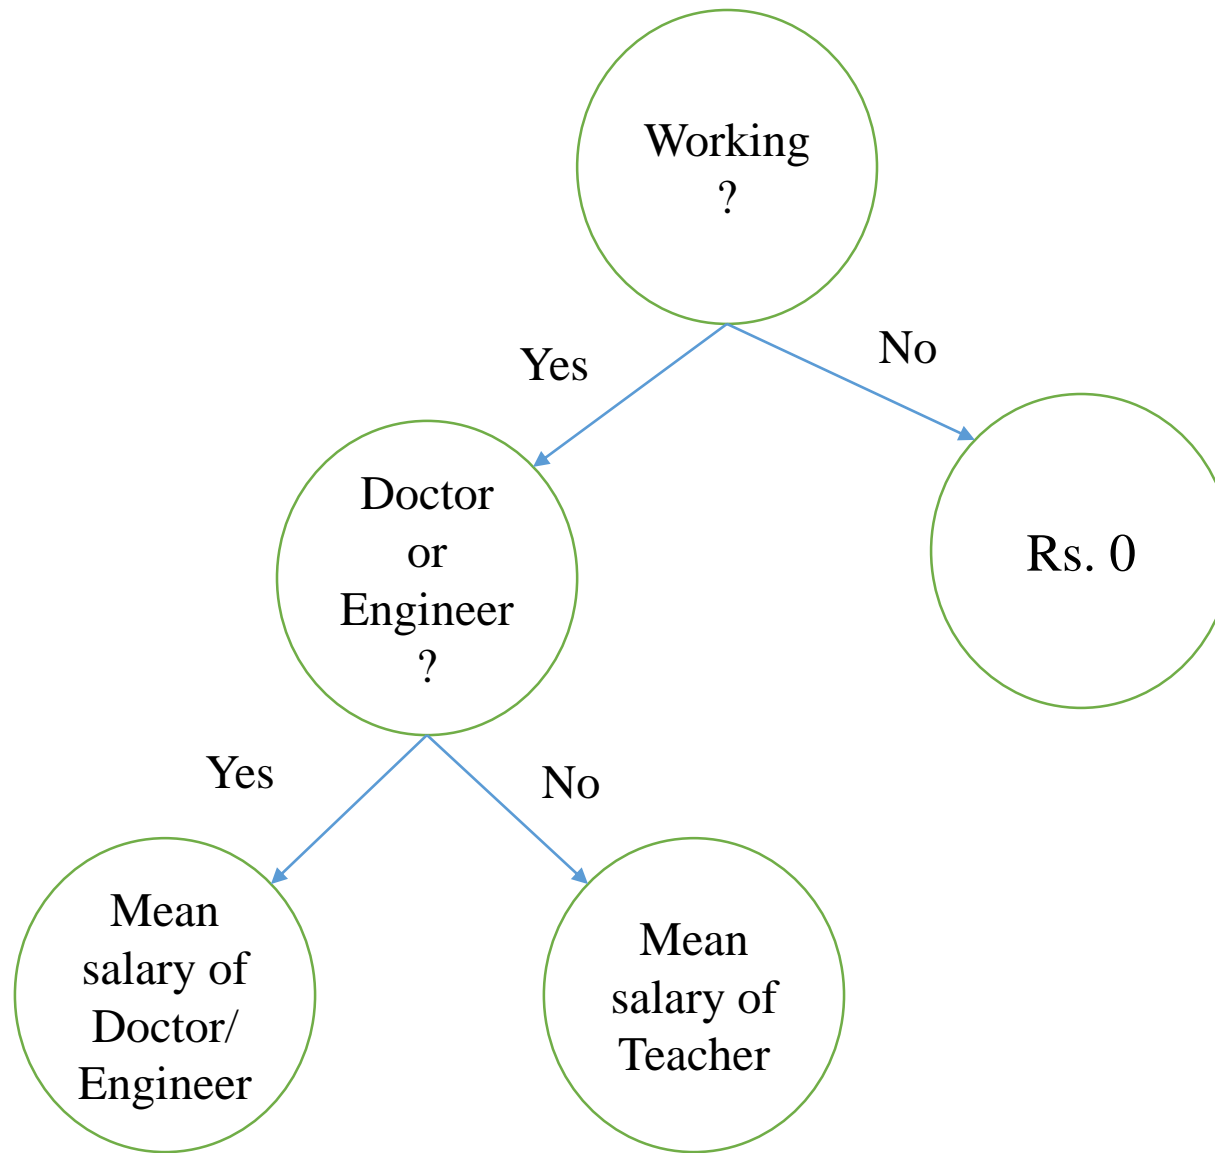 Working
?
Yes
No
Doctor
or
Engineer
?
Rs. 0
Yes
No
Mean
salary of
Doctor/
Engineer
Mean
salary of
Teacher